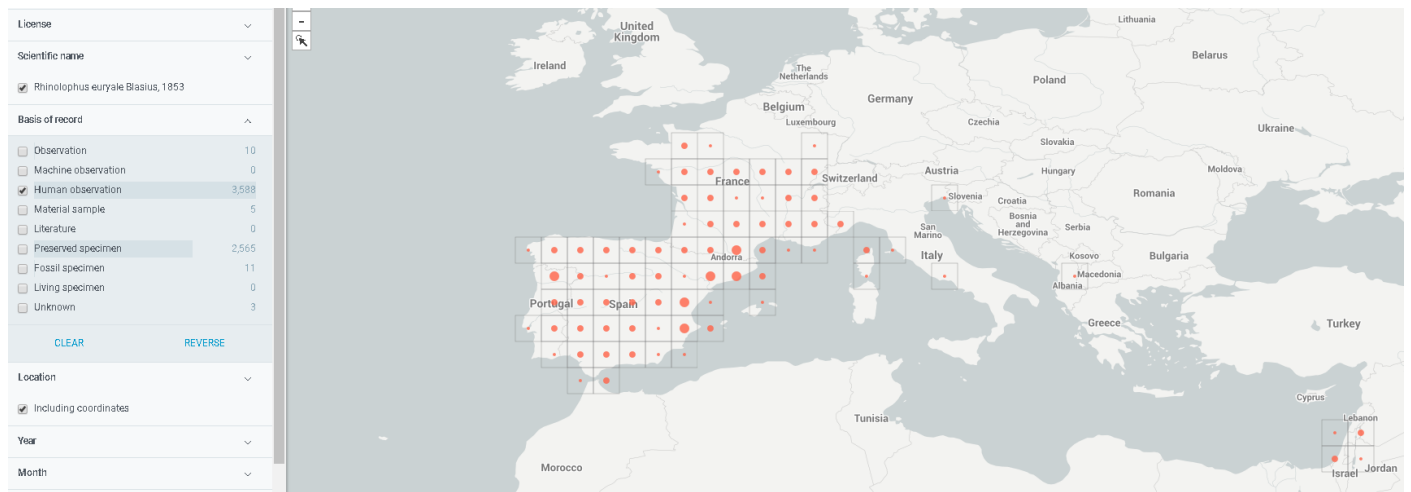 License
Scientific name
Rhinolophus euryale Blasius, 1853
Basis of record
Observation 10
Machine observation 0
Human observation 3,588
Material sample 5
Literature 0
Preserved specimen 2,565
Fossil specimen 11
Living specimen 0
Unknown 3
CLEAR REVERSE
Location
Including coordinates
Year
Month
-
Lithuania
United
Kingdom
Ireland
Belarus
The
Netherlands
Poland
Germany
Belgium
Luxembourg
Czechia
Ukraine
Slovakia
Moldova
Austria
Hungary
France
Switzerland
Slovenia
Romania
Croatia
Bosnia
and
Herzegovina
Serbia
San
Marino
Italy
Andorra
Kosovo
Bulgaria
Macedonia
Albania
Portugal
Spain
Greece
Turkey
Cyprus
Lebanon
Tunisia
Morocco
Israel
Jordan